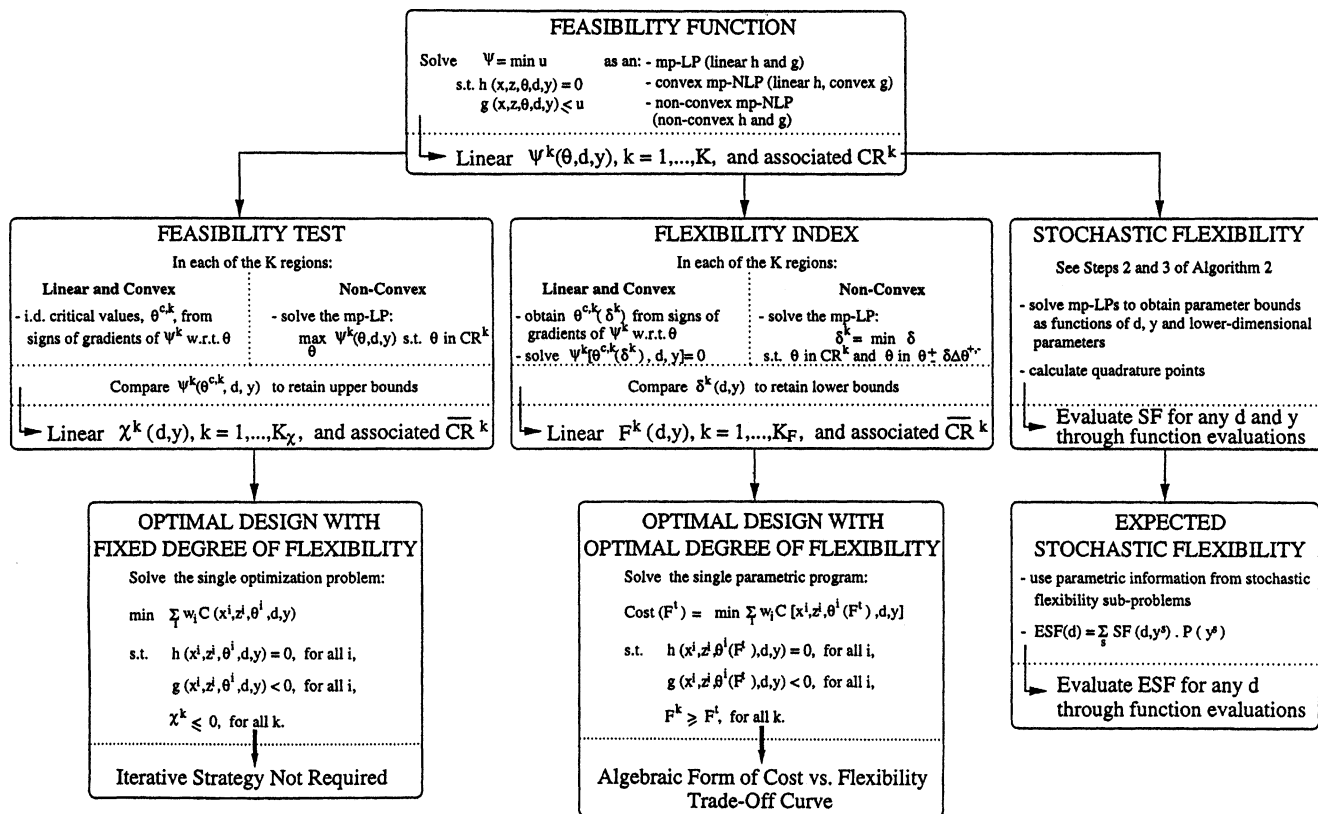 FEASIBILITY FUNCTION
Solve Ψ = min u as an: - mp-LP (linear h and g)
s.t. h (x,z,θ,d,y) = 0 - convex mp-NLP (linear h, convex g)
g (x,z,θ,d,y) ⩽ u - non-convex mp-NLP
(non-convex h and g)
Linear Ψ^k(θ,d,y), k = 1,...,K, and associated CR^k
FEASIBILITY TEST
In each of the K regions:
Linear and Convex Non-Convex
- i.d. critical values, θ^{c,k}, from - solve the mp-LP:
signs of gradients of Ψ^k w.r.t. θ max Ψ^k(θ,d,y) s.t. θ in CR^k
θ
Compare Ψ^k(θ^{c,k}, d, y) to retain upper bounds
Linear χ^k (d,y), k = 1,...,K_χ, and associated \overline{CR}^k
FLEXIBILITY INDEX
In each of the K regions:
Linear and Convex Non-Convex
- obtain θ^{c,k}(δ^k) from signs of - solve the mp-LP:
gradients of Ψ^k w.r.t. θ δ^k = min δ
- solve Ψ^k[θ^{c,k}(δ^k), d, y] = 0 s.t. θ in CR^k and θ in θ ± δΔθ^{+,-}
Compare δ^k (d,y) to retain lower bounds
Linear F^k (d,y), k = 1,...,K_F, and associated \overline{CR}^k
STOCHASTIC FLEXIBILITY
See Steps 2 and 3 of Algorithm 2
- solve mp-LPs to obtain parameter bounds
as functions of d, y and lower-dimensional
parameters
- calculate quadrature points
Evaluate SF for any d and y
through function evaluations
OPTIMAL DESIGN WITH
FIXED DEGREE OF FLEXIBILITY
Solve the single optimization problem:
min Σ_i w_i C (x^i,z^i,θ^i,d,y)
s.t. h (x^i,z^i,θ^i,d,y) = 0, for all i,
g (x^i,z^i,θ^i,d,y) < 0, for all i,
χ^k ⩽ 0, for all k.
Iterative Strategy Not Required
OPTIMAL DESIGN WITH
OPTIMAL DEGREE OF FLEXIBILITY
Solve the single parametric program:
Cost (F^t) = min Σ_i w_i C [x^i,z^i,θ^i(F^t),d,y]
s.t. h (x^i,z^i,θ^i(F^t),d,y) = 0, for all i,
g (x^i,z^i,θ^i(F^t),d,y) < 0, for all i,
F^k ⩾ F^t, for all k.
Algebraic Form of Cost vs. Flexibility
Trade-Off Curve
EXPECTED
STOCHASTIC FLEXIBILITY
- use parametric information from stochastic
flexibility sub-problems
- ESF(d) = Σ_s SF (d,y^s) . P ( y^s)
Evaluate ESF for any d
through function evaluations